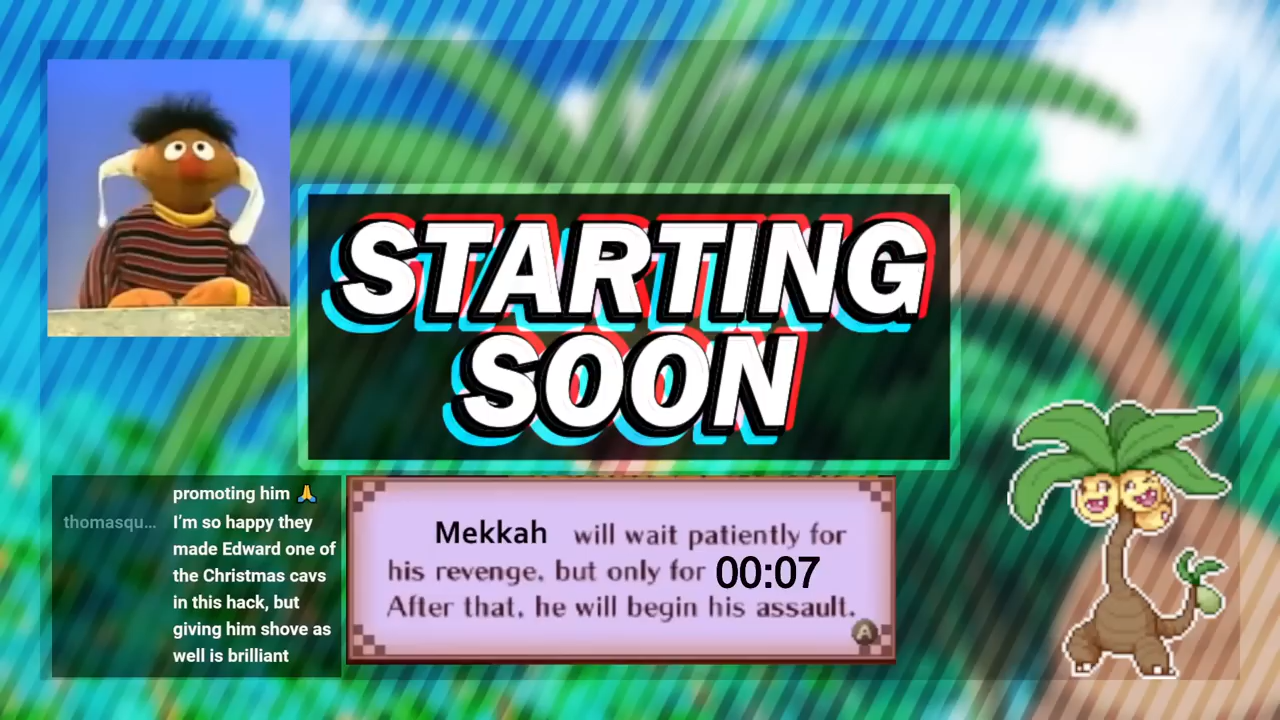 STARTING
SOON
promoting him 🙏
thomasqu...
I'm so happy they
made Edward one of
the Christmas cavs
in this hack, but
giving him shove as
well is brilliant
Mekkah will wait patiently for
his revenge, but only for 00:07
After that, he will begin his assault.
A